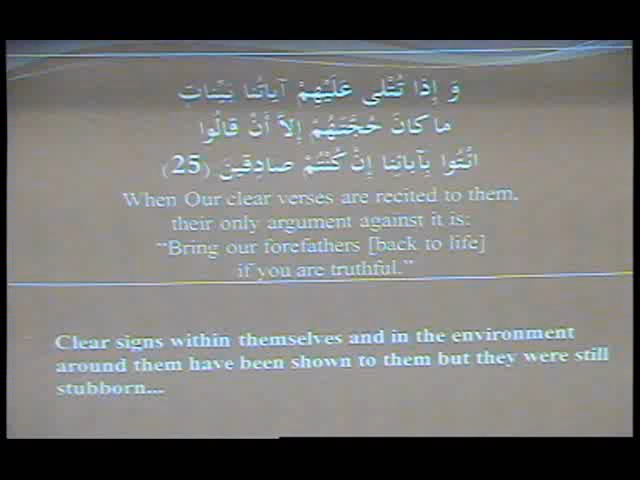 وَ إِذَا تُتْلَى عَلَيْهِمْ آيَاتُنَا بَيِّنَاتٍ
مَا كَانَ حُجَّتَهُمْ إِلاَّ أَنْ قَالُوا
ائْتُوا بِآبَائِنَا إِنْ كُنْتُمْ صَادِقِينَ (25)
When Our clear verses are recited to them,
their only argument against it is:
“Bring our forefathers [back to life]
if you are truthful.”
Clear signs within themselves and in the environment
around them have been shown to them but they were still
stubborn...